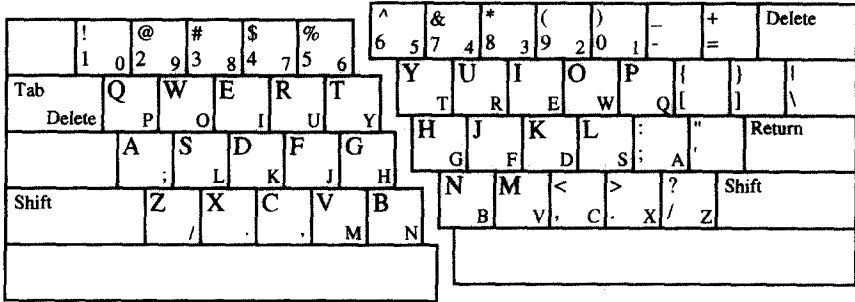 ! @ # $ %
1 0 2 9 3 8 4 7 5 6
Tab Q W E R T
Delete P O I U Y
A S D F G
; L K J H
Shift Z X C V B
/ . , M N
^ & * ( ) _ + Delete
6 5 7 4 8 3 9 2 0 1 - =
Y U I O P { } |
T R E W Q [ ] \
H J K L : " Return
G F D S ; A '
N M < > ? Shift
B V , C . X / Z